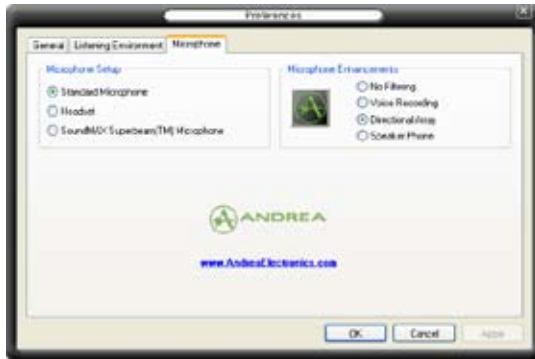 Preferences
General Listening Environment Microphone
Microphone Setup
Standard Microphone
Headset
SoundMAX Superbeam(TM) Microphone
Microphone Enhancements
No Filtering
Voice Recording
Directional Array
Speaker Phone
ANDREA
www.AndreaElectronics.com
OK Cancel Apply